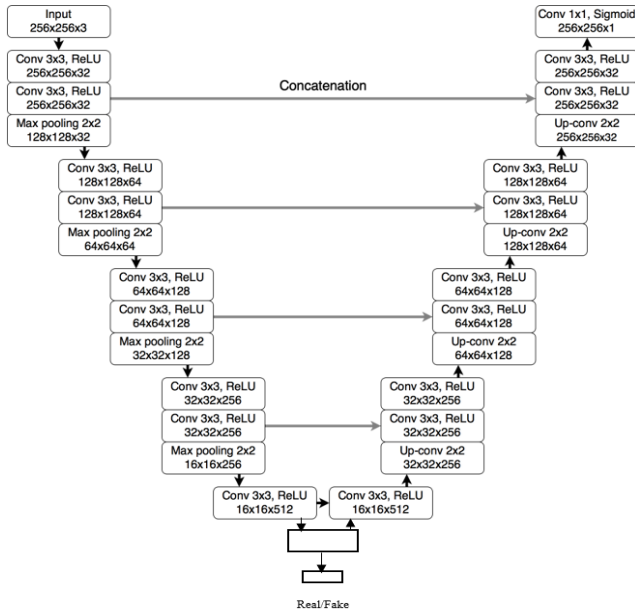 Input
256x256x3
Conv 3x3, ReLU
256x256x32
Conv 3x3, ReLU
256x256x32
Max pooling 2x2
128x128x32
Conv 3x3, ReLU
128x128x64
Conv 3x3, ReLU
128x128x64
Max pooling 2x2
64x64x64
Conv 3x3, ReLU
64x64x128
Conv 3x3, ReLU
64x64x128
Max pooling 2x2
32x32x128
Conv 3x3, ReLU
32x32x256
Conv 3x3, ReLU
32x32x256
Max pooling 2x2
16x16x256
Conv 3x3, ReLU
16x16x512
Conv 3x3, ReLU
16x16x512
Concatenation
Conv 1x1, Sigmoid
256x256x1
Conv 3x3, ReLU
256x256x32
Conv 3x3, ReLU
256x256x32
Up-conv 2x2
256x256x32
Conv 3x3, ReLU
128x128x64
Conv 3x3, ReLU
128x128x64
Up-conv 2x2
128x128x64
Conv 3x3, ReLU
64x64x128
Conv 3x3, ReLU
64x64x128
Up-conv 2x2
64x64x128
Conv 3x3, ReLU
32x32x256
Conv 3x3, ReLU
32x32x256
Up-conv 2x2
32x32x256
Real/Fake